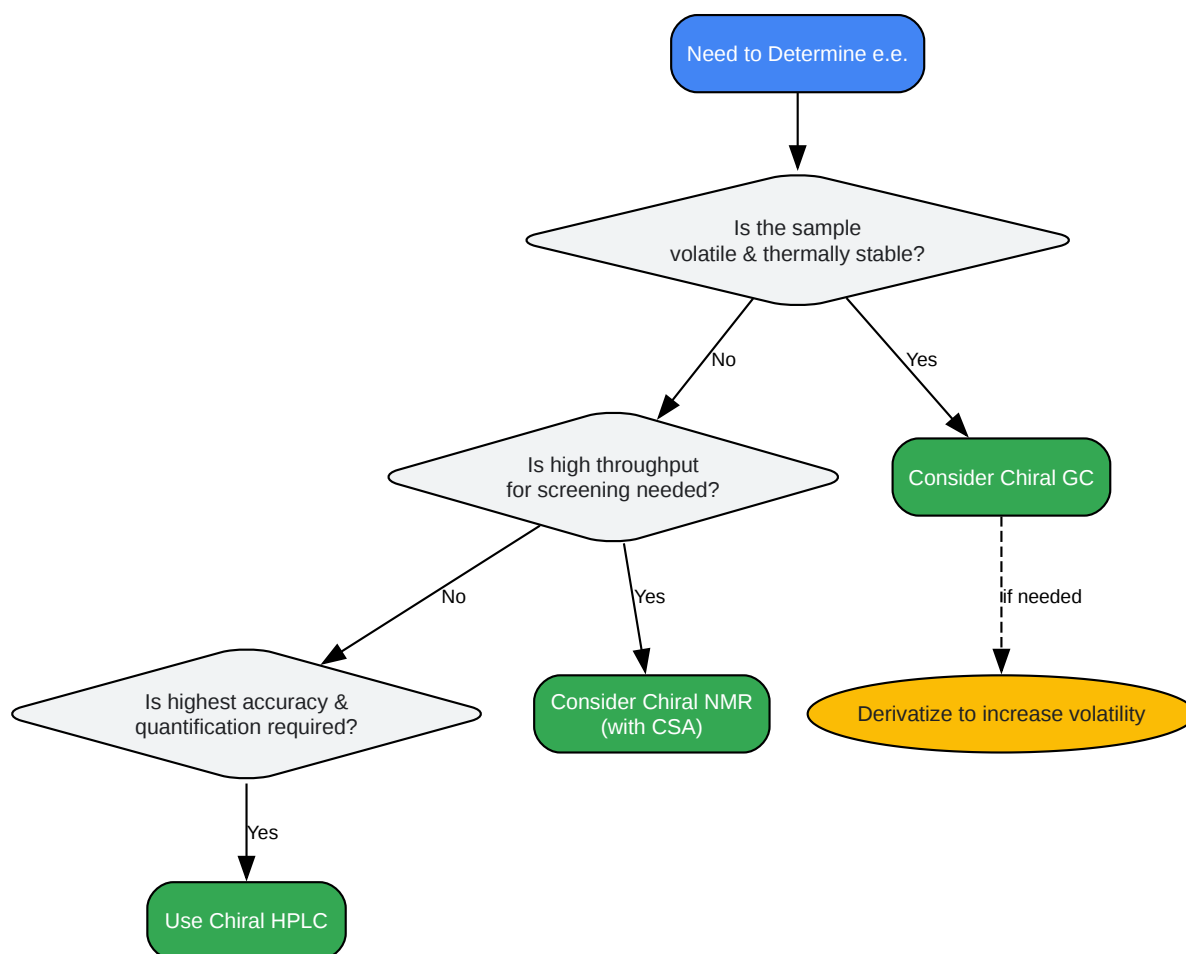 Need to Determine e.e.
Is the sample
volatile & thermally stable?
No
Yes
Is high throughput
for screening needed?
Consider Chiral GC
No
Yes
if needed
Is highest accuracy &
quantification required?
Consider Chiral NMR
(with CSA)
Derivatize to increase volatility
Yes
Use Chiral HPLC